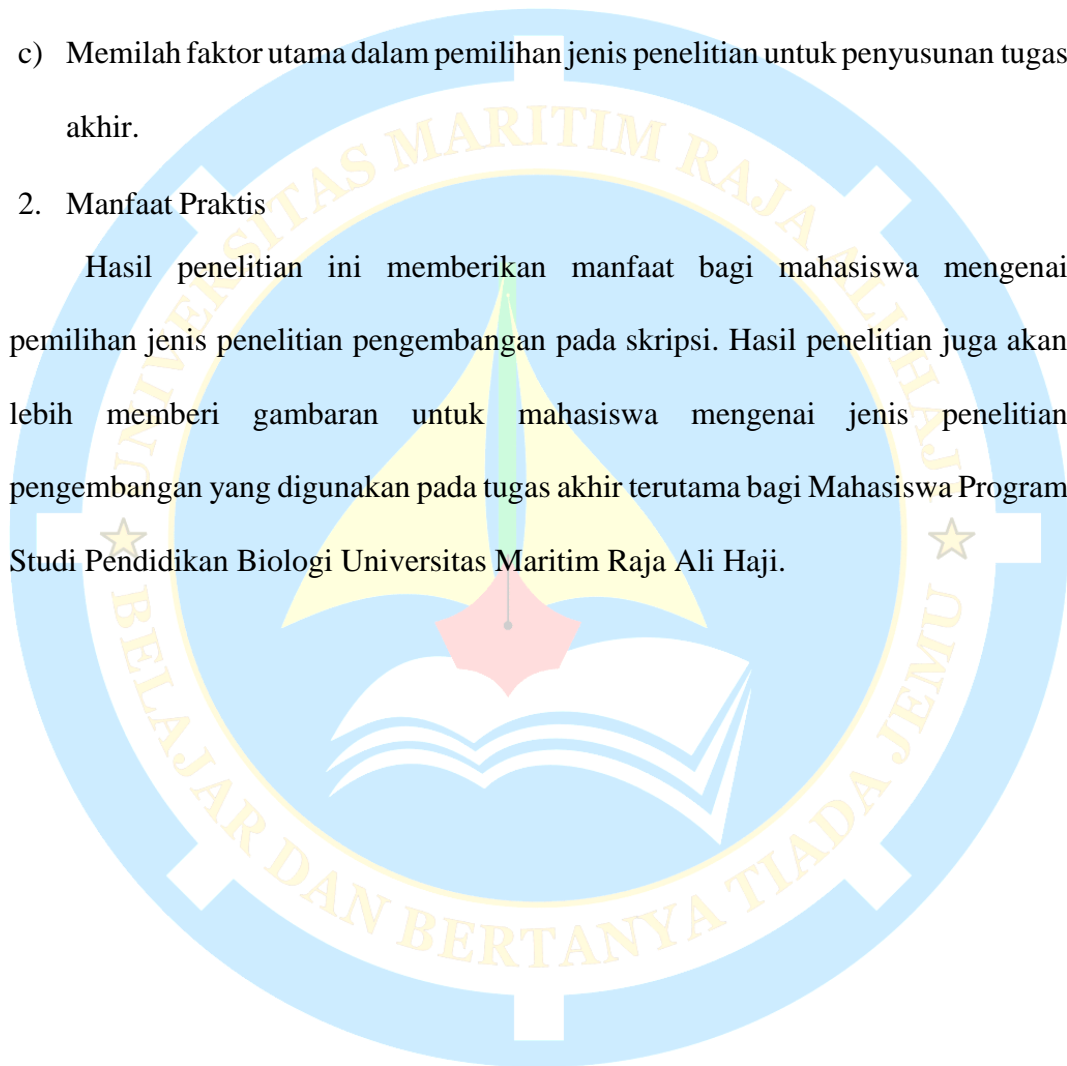 c) Memilah faktor utama dalam pemilihan jenis penelitian untuk penyusunan tugas
akhir.
2. Manfaat Praktis
Hasil penelitian ini memberikan manfaat bagi mahasiswa mengenai
pemilihan jenis penelitian pengembangan pada skripsi. Hasil penelitian juga akan
lebih memberi gambaran untuk mahasiswa mengenai jenis penelitian
pengembangan yang digunakan pada tugas akhir terutama bagi Mahasiswa Program
Studi Pendidikan Biologi Universitas Maritim Raja Ali Haji.
UNIVERSITAS MARITIM RAJA ALI HAJI
BELAJAR DAN BERTANYA TIADA JEMU